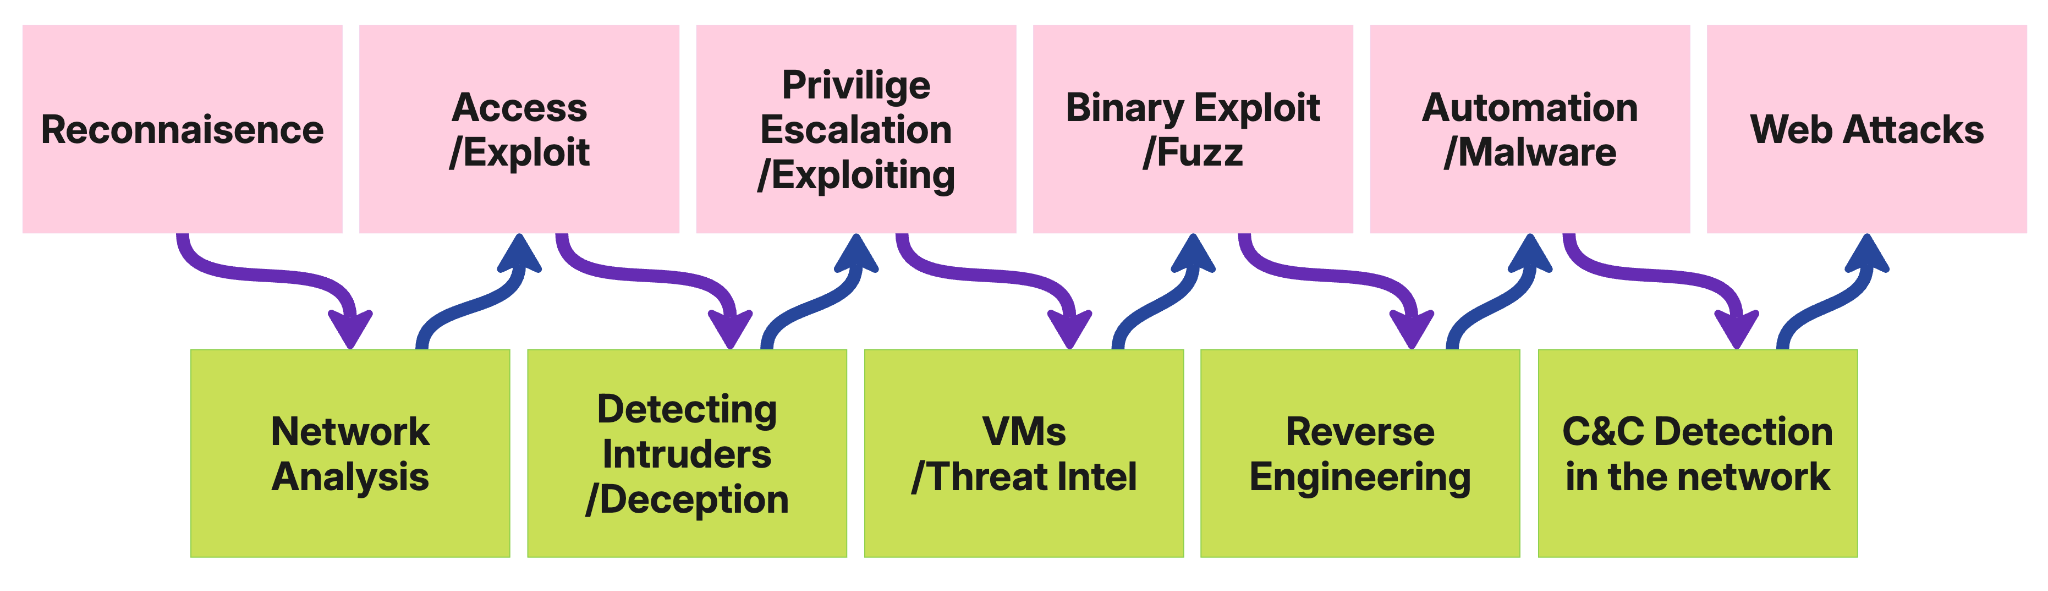 Reconnaisence
Access
/Exploit
Privilige
Escalation
/Exploiting
Binary Exploit
/Fuzz
Automation
/Malware
Web Attacks
Network
Analysis
Detecting
Intruders
/Deception
VMs
/Threat Intel
Reverse
Engineering
C&C Detection
in the network